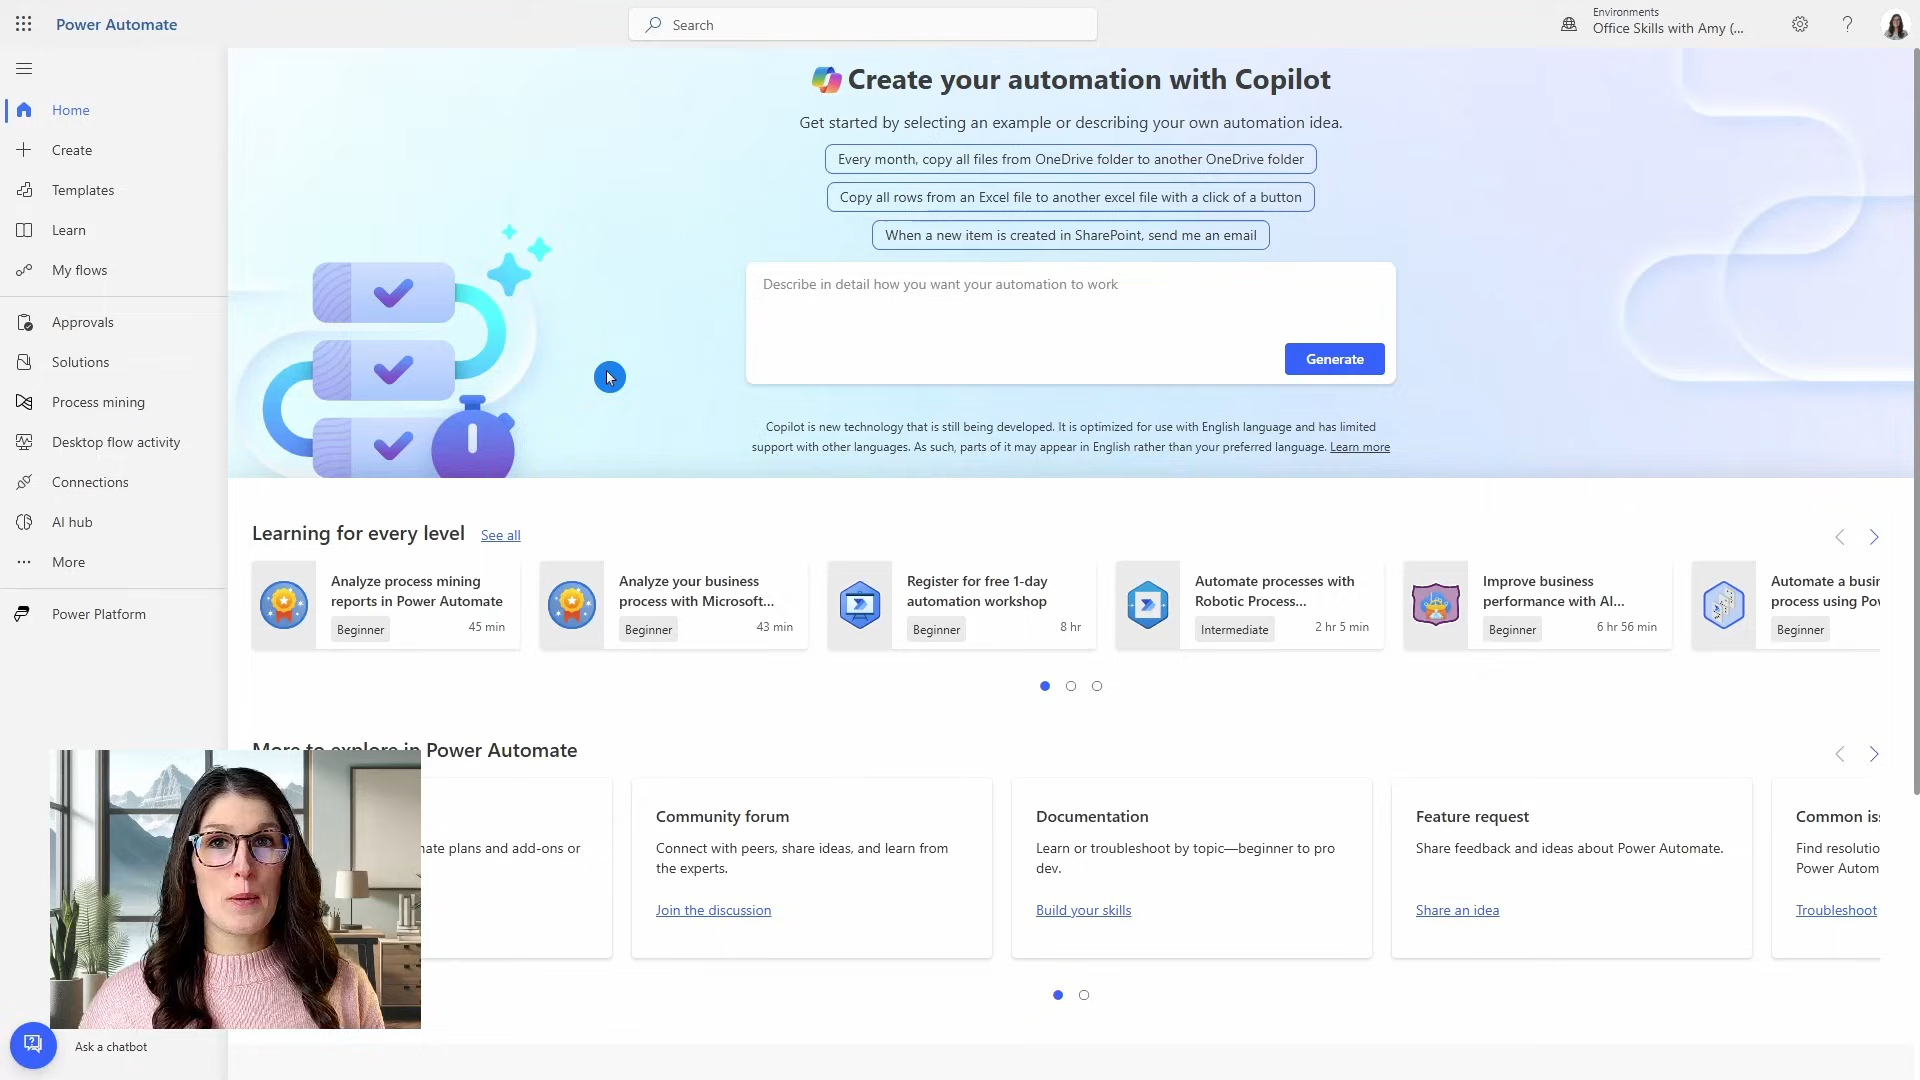 Power Automate
Search
Environments
Office Skills with Amy (...
Home
Create
Templates
Learn
My flows
Approvals
Solutions
Process mining
Desktop flow activity
Connections
AI hub
More
Power Platform
Create your automation with Copilot
Get started by selecting an example or describing your own automation idea.
Every month, copy all files from OneDrive folder to another OneDrive folder
Copy all rows from an Excel file to another excel file with a click of a button
When a new item is created in SharePoint, send me an email
Describe in detail how you want your automation to work
Generate
Copilot is new technology that is still being developed. It is optimized for use with English language and has limited
support with other languages. As such, parts of it may appear in English rather than your preferred language. Learn more
Learning for every level See all
Analyze process mining
reports in Power Automate
Beginner 45 min
Analyze your business
process with Microsoft...
Beginner 43 min
Register for free 1-day
automation workshop
Beginner 8 hr
Automate processes with
Robotic Process...
Intermediate 2 hr 5 min
Improve business
performance with AI...
Beginner 6 hr 56 min
Automate a busi
process using Po
Beginner
More to explore in Power Automate
ate plans and add-ons or
Community forum
Connect with peers, share ideas, and learn from
the experts.
Join the discussion
Documentation
Learn or troubleshoot by topic—beginner to pro
dev.
Build your skills
Feature request
Share feedback and ideas about Power Automate.
Share an idea
Common is
Find resolutio
Power Autom
Troubleshoot
Ask a chatbot